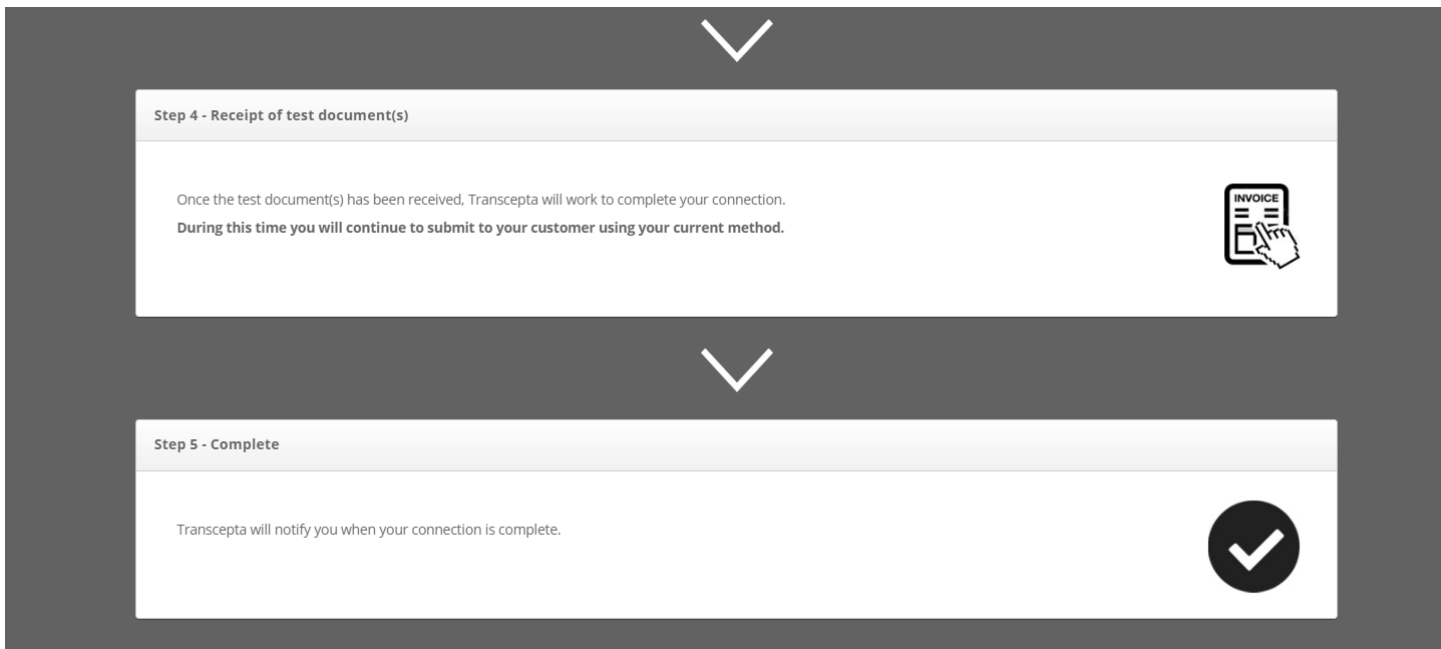 Step 4 - Receipt of test document(s)
Once the test document(s) has been received, Transcepta will work to complete your connection.
During this time you will continue to submit to your customer using your current method.
INVOICE
Step 5 - Complete
Transcepta will notify you when your connection is complete.